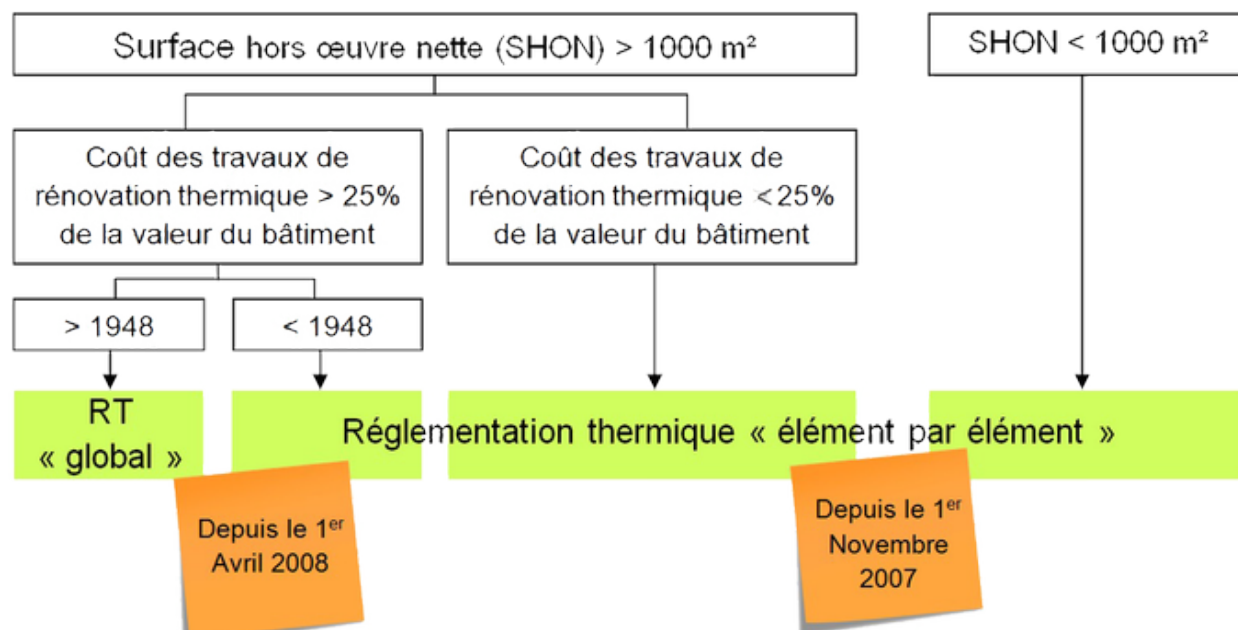 Surface hors œuvre nette (SHON) > 1000 m²
SHON < 1000 m²
Coût des travaux de
rénovation thermique > 25%
de la valeur du bâtiment
Coût des travaux de
rénovation thermique <25%
de la valeur du bâtiment
> 1948
< 1948
RT
« global »
Réglementation thermique « élément par élément »
Depuis le 1er
Avril 2008
Depuis le 1er
Novembre
2007